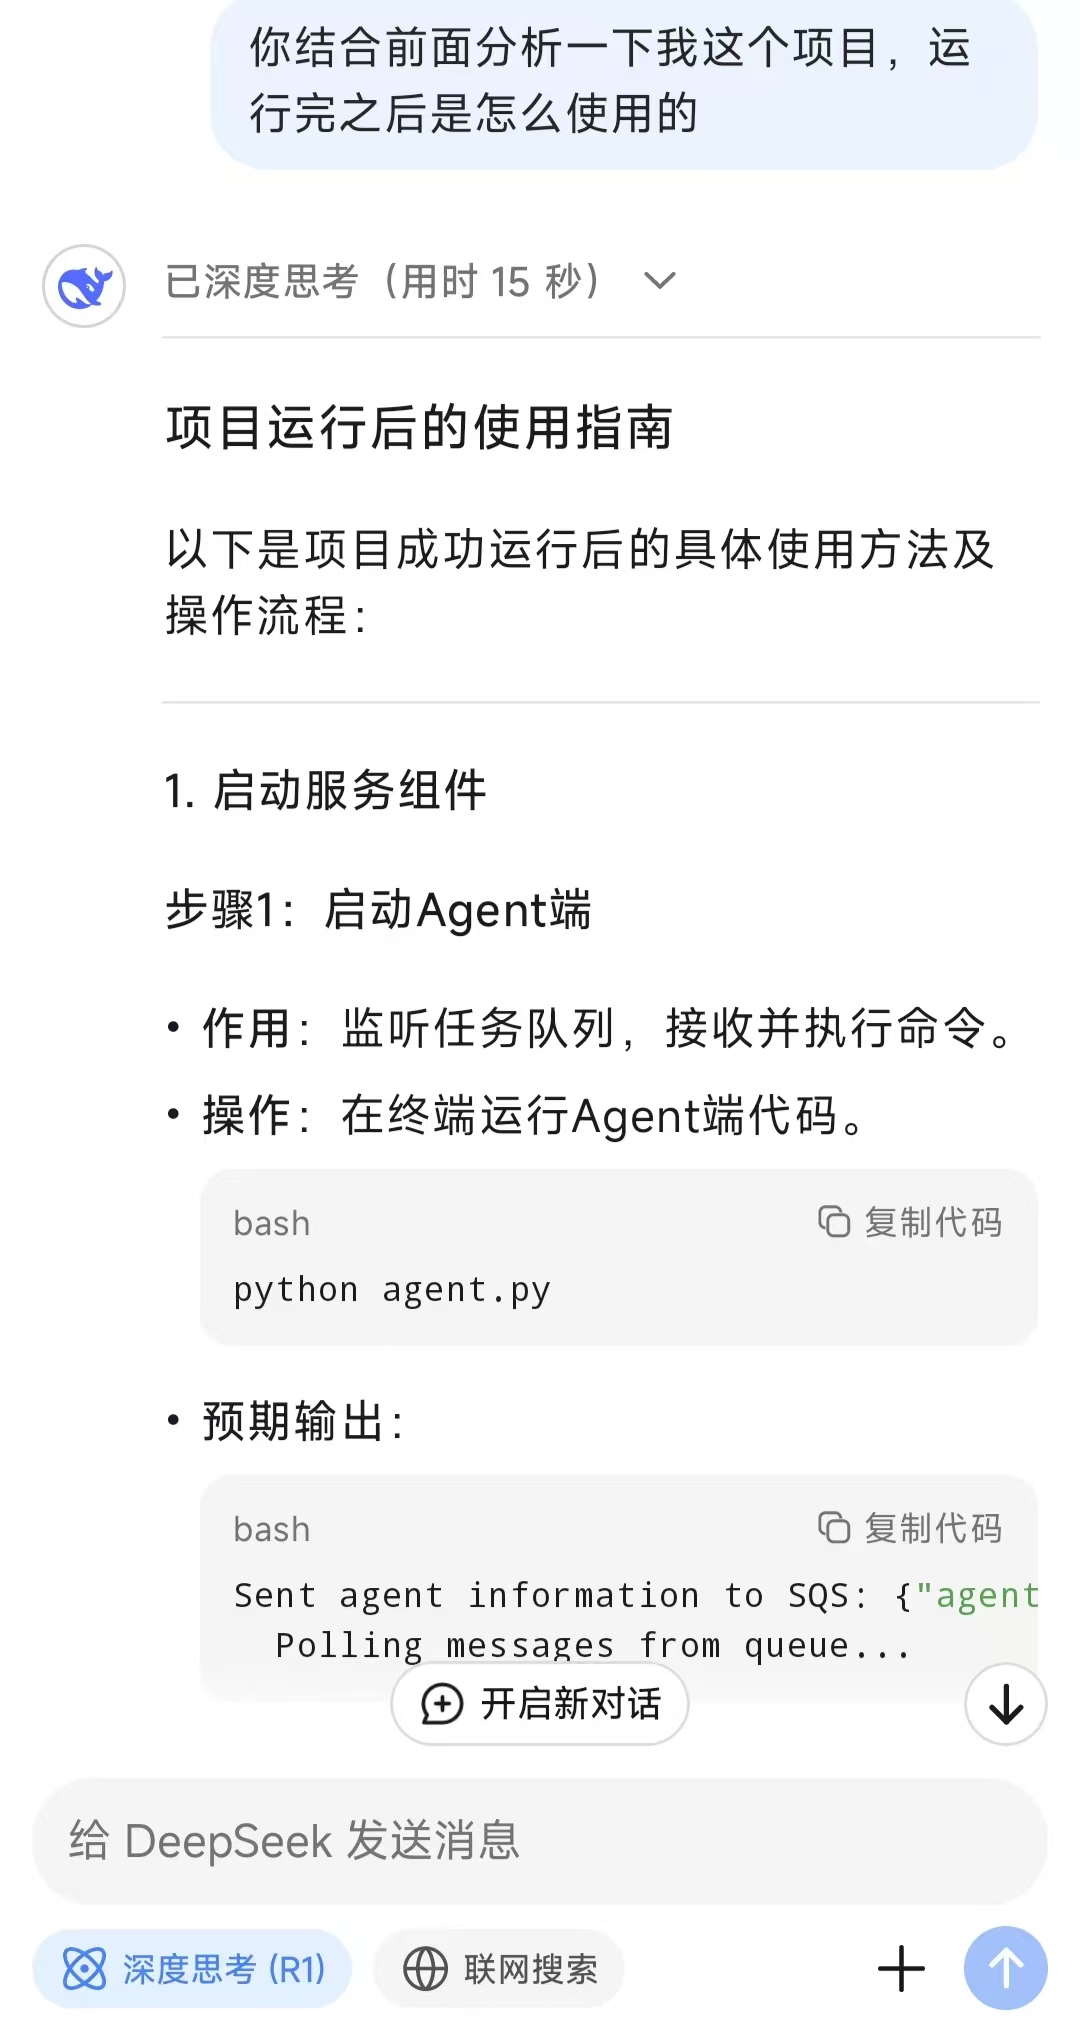 你结合前面分析一下我这个项目，运
行完之后是怎么使用的
已深度思考（用时 15 秒）
项目运行后的使用指南
以下是项目成功运行后的具体使用方法及
操作流程：
1. 启动服务组件
步骤1：启动Agent端
• 作用：监听任务队列，接收并执行命令。
• 操作：在终端运行Agent端代码。
bash 复制代码
python agent.py
• 预期输出：
bash 复制代码
Sent agent information to SQS: {"agent
Polling messages from queue...
开启新对话
给 DeepSeek 发送消息
深度思考 (R1) 联网搜索